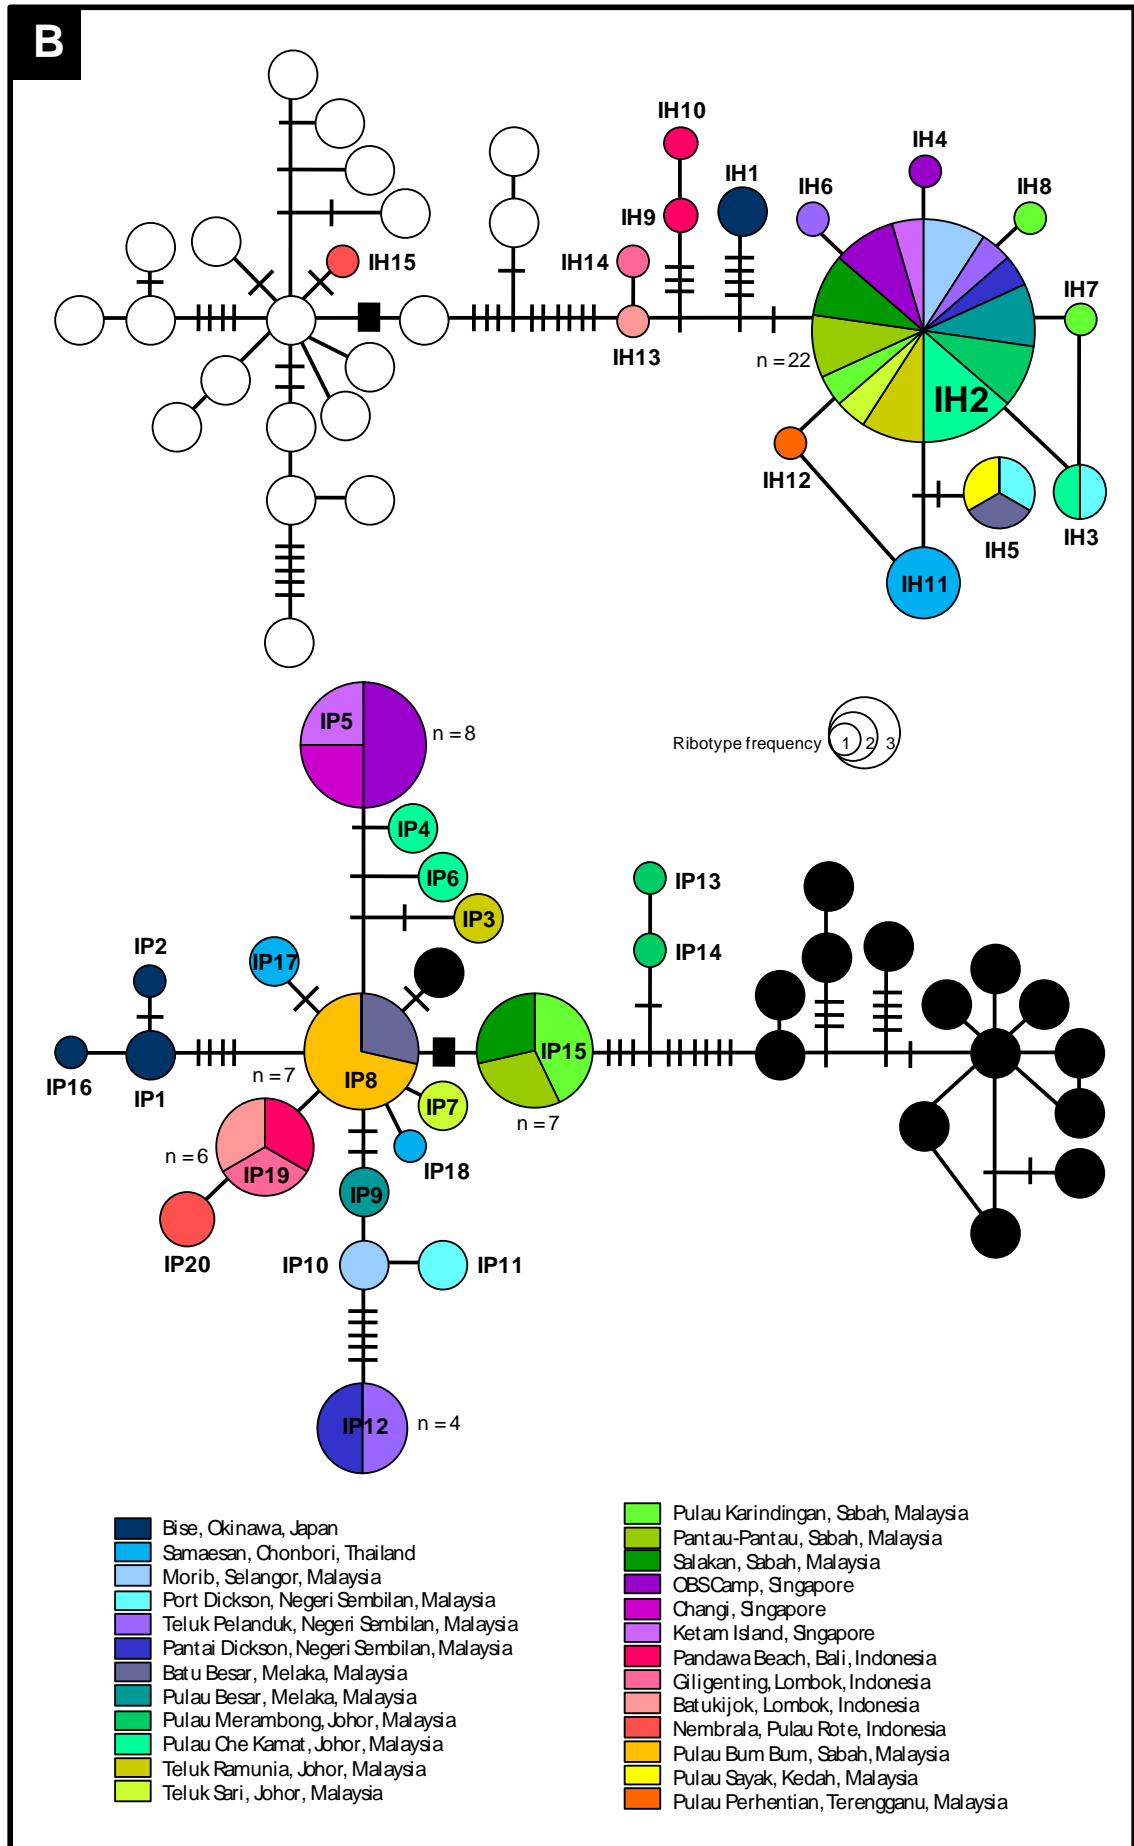 B
IH10
IH4
IH1
IH6
IH8
IH9
IH14
IH15
IH7
IH13
n = 22
IH2
IH12
IH5
IH3
IH11
IP5
n = 8
Ribotype frequency 1 2 3
IP4
IP6
IP13
IP3
IP2
IP17
IP14
IP15
IP16
n = 7
IP8
IP1
IP7
n = 7
n = 6
IP19
IP18
IP9
IP20
IP10
IP11
IP12
n = 4
Bise, Okinawa, Japan
Samaesan, Chonbori, Thailand
Morib, Selangor, Malaysia
Port Dickson, Negeri Sembilan, Malaysia
Teluk Pelanduk, Negeri Sembilan, Malaysia
Pantai Dickson, Negeri Sembilan, Malaysia
Batu Besar, Melaka, Malaysia
Pulau Besar, Melaka, Malaysia
Pulau Merambong, Johor, Malaysia
Pulau Che Kamat, Johor, Malaysia
Teluk Ramunia, Johor, Malaysia
Teluk Sari, Johor, Malaysia
Pulau Karindingan, Sabah, Malaysia
Pantau-Pantau, Sabah, Malaysia
Salakan, Sabah, Malaysia
OBS Camp, Singapore
Changi, Singapore
Ketam Island, Singapore
Pandawa Beach, Bali, Indonesia
Giligenting, Lombok, Indonesia
Batukijok, Lombok, Indonesia
Nembrala, Pulau Rote, Indonesia
Pulau Bum Bum, Sabah, Malaysia
Pulau Sayak, Kedah, Malaysia
Pulau Perhentian, Terengganu, Malaysia